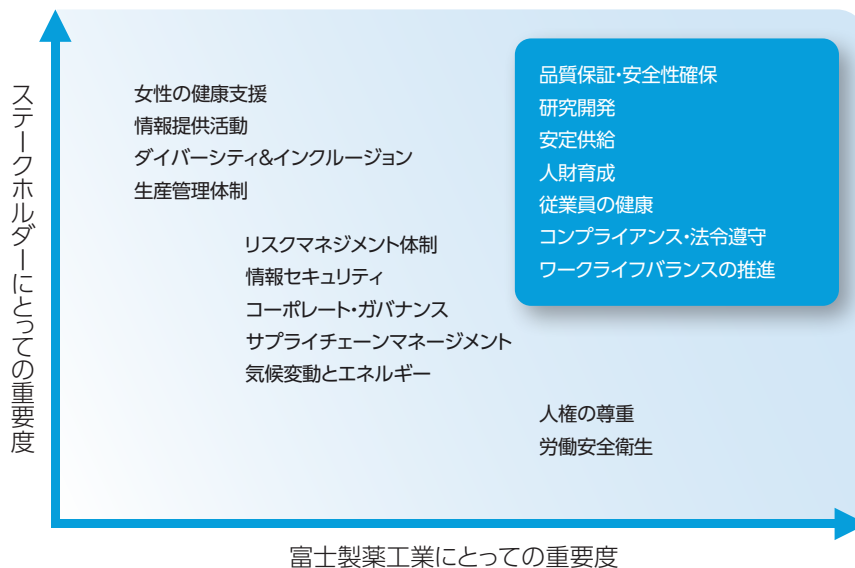 ステークホルダーにとっての重要度
女性の健康支援
情報提供活動
ダイバーシティ&インクルージョン
生産管理体制
品質保証・安全性確保
研究開発
安定供給
人財育成
従業員の健康
コンプライアンス・法令遵守
ワークライフバランスの推進
リスクマネジメント体制
情報セキュリティ
コーポレート・ガバナンス
サプライチェーンマネージメント
気候変動とエネルギー
人権の尊重
労働安全衛生
富士製薬工業にとっての重要度